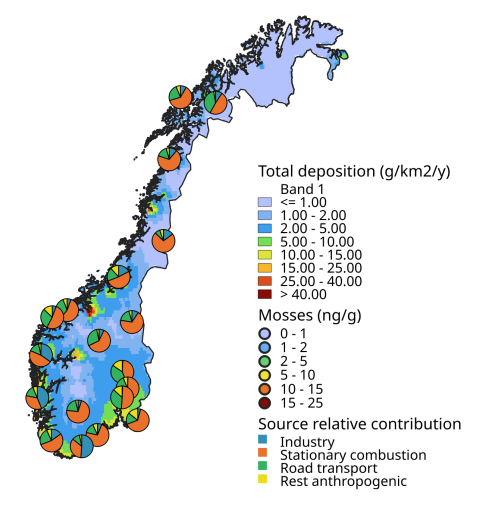 Total deposition (g/km2/y)
Band 1
<= 1.00
1.00 - 2.00
2.00 - 5.00
5.00 - 10.00
10.00 - 15.00
15.00 - 25.00
25.00 - 40.00
> 40.00
Mosses (ng/g)
0 - 1
1 - 2
2 - 5
5 - 10
10 - 15
15 - 25
Source relative contribution
Industry
Stationary combustion
Road transport
Rest anthropogenic